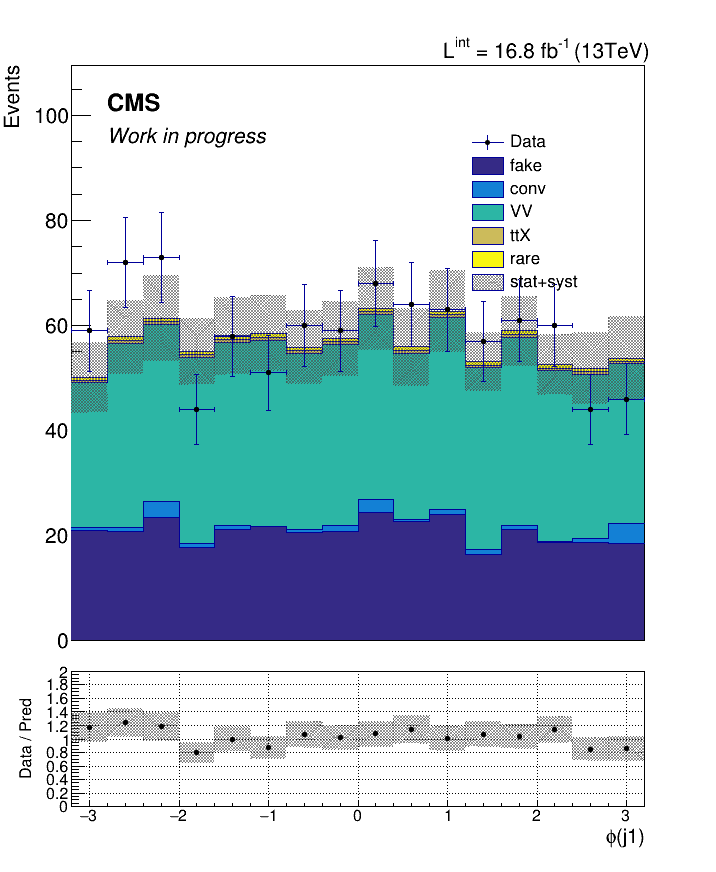 L^int = 16.8 fb^-1 (13TeV)
Events
CMS
Work in progress
Data
fake
conv
VV
ttX
rare
stat+syst
100
80
60
40
20
0
Data / Pred
2
1.8
1.6
1.4
1.2
1
0.8
0.6
0.4
0.2
0
−3 −2 −1 0 1 2 3
ϕ(j1)